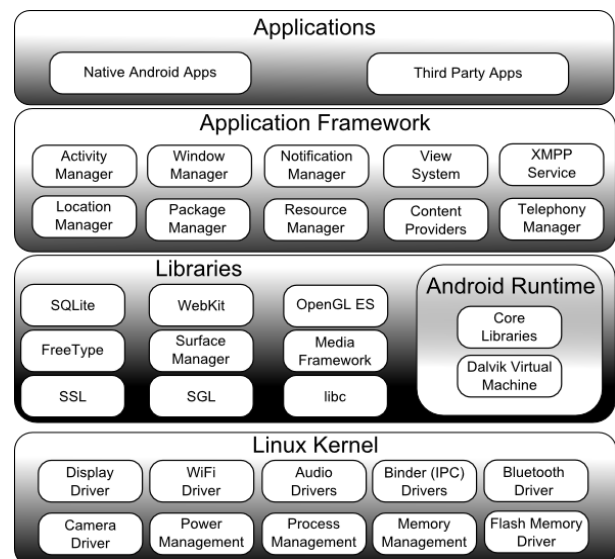 Applications
Native Android Apps
Third Party Apps
Application Framework
Activity
Manager
Window
Manager
Notification
Manager
View
System
XMPP
Service
Location
Manager
Package
Manager
Resource
Manager
Content
Providers
Telephony
Manager
Libraries
SQLite
WebKit
OpenGL ES
FreeType
Surface
Manager
Media
Framework
SSL
SGL
libc
Android Runtime
Core
Libraries
Dalvik Virtual
Machine
Linux Kernel
Display
Driver
WiFi
Driver
Audio
Drivers
Binder (IPC)
Drivers
Bluetooth
Driver
Camera
Driver
Power
Management
Process
Management
Memory
Management
Flash Memory
Driver